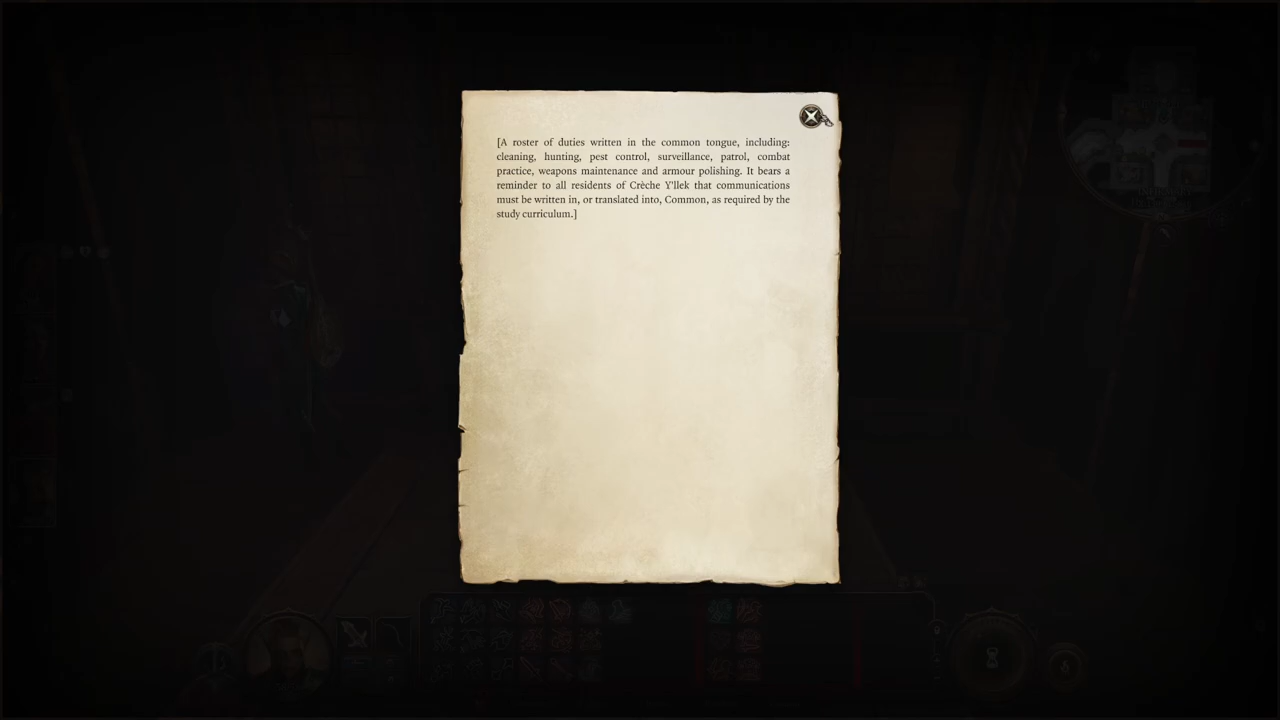 [A roster of duties written in the common tongue, including:
cleaning, hunting, pest control, surveillance, patrol, combat
practice, weapons maintenance and armour polishing. It bears a
reminder to all residents of Crèche Y'llek that communications
must be written in, or translated into, Common, as required by the
study curriculum.]